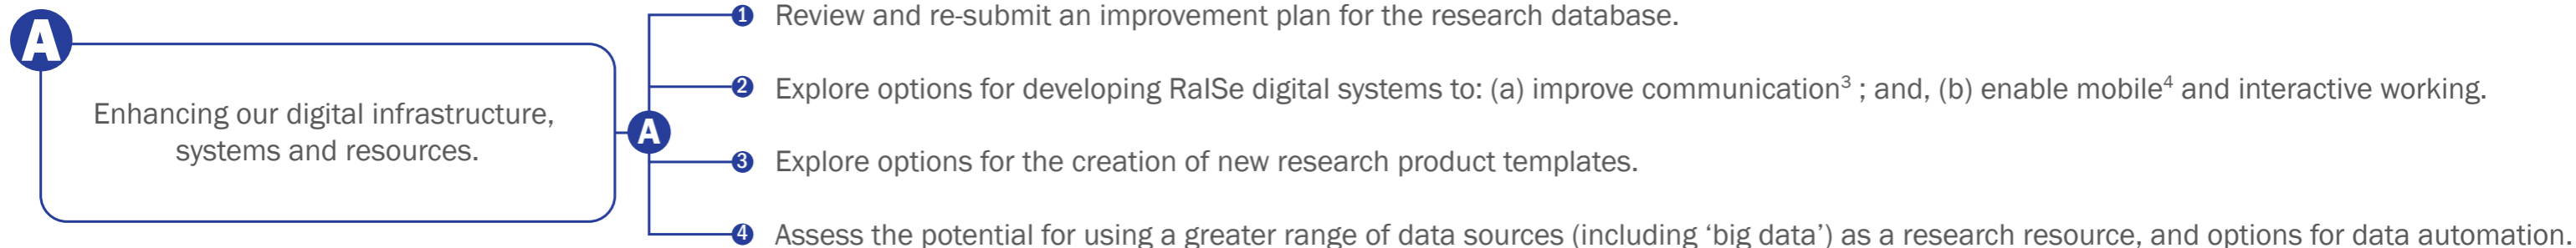 A
Enhancing our digital infrastructure,
systems and resources.
A
1 Review and re-submit an improvement plan for the research database.
2 Explore options for developing RaISe digital systems to: (a) improve communication³ ; and, (b) enable mobile⁴ and interactive working.
3 Explore options for the creation of new research product templates.
4 Assess the potential for using a greater range of data sources (including ‘big data’) as a research resource, and options for data automation.